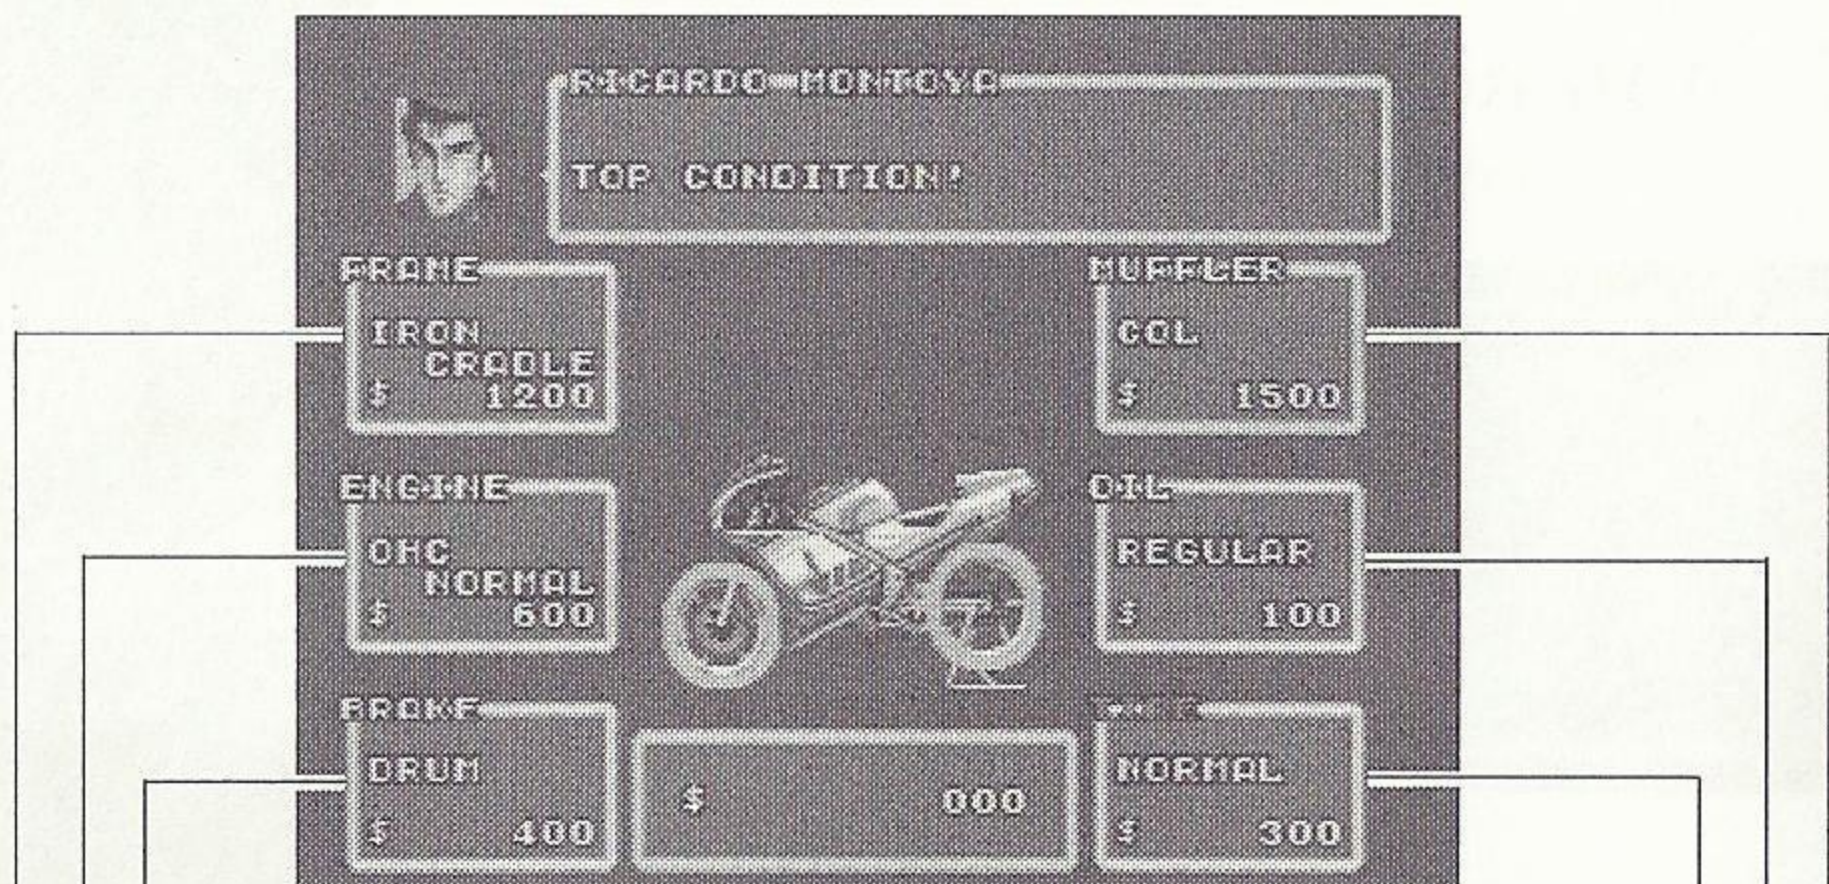 RICARDO MONTOYA
TOP CONDITION!
FRAME
IRON
CRADLE
$ 1200
MUFFLER
COL
$ 1500
ENGINE
OHC
NORMAL
$ 600
OIL
REGULAR
$ 100
BRAKE
DRUM
$ 400
$ 000
NORMAL
$ 300